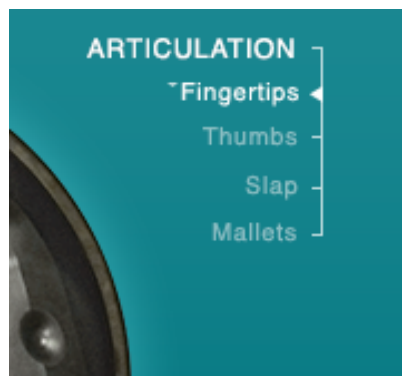 ARTICULATION
Fingertips
Thumbs
Slap
Mallets